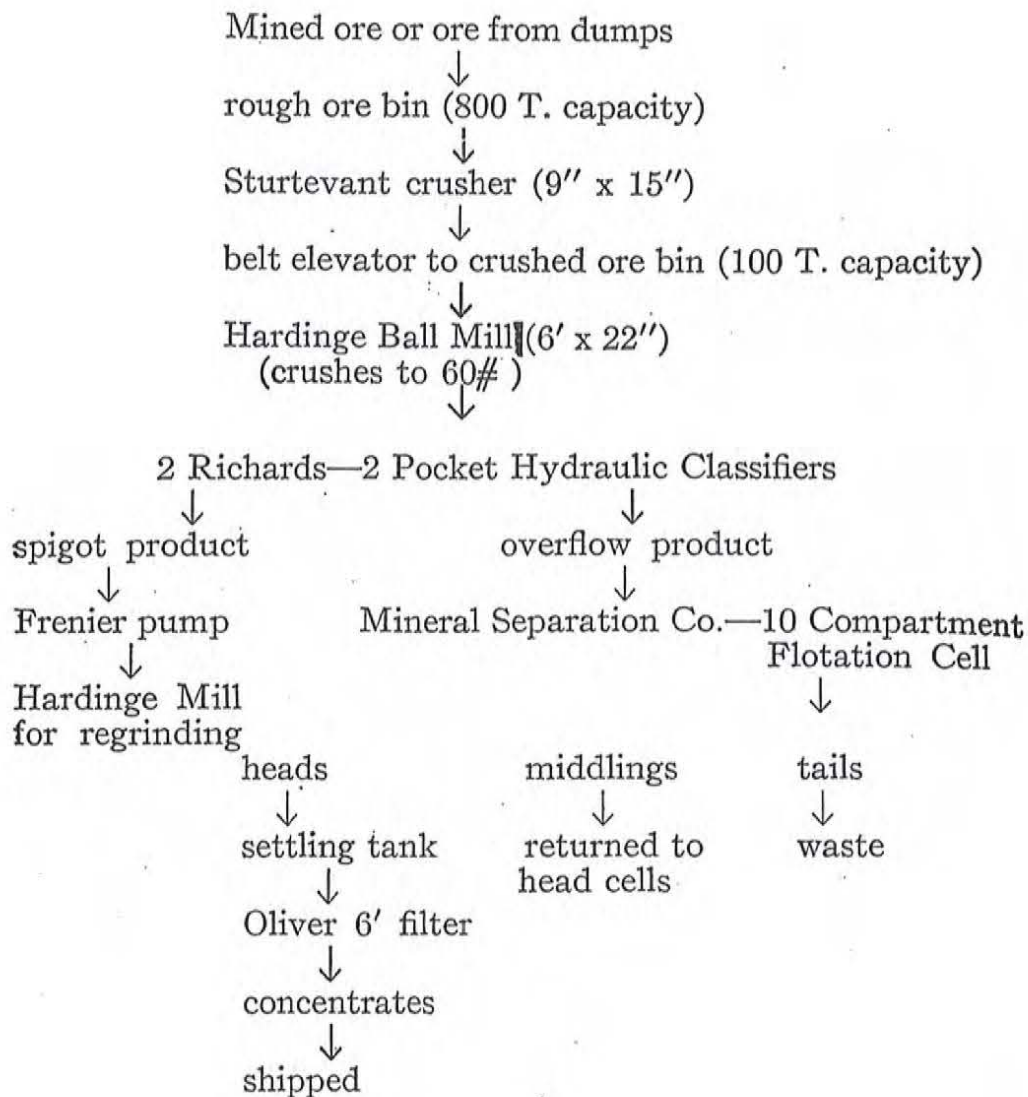 Mined ore or ore from dumps
↓
rough ore bin (800 T. capacity)
↓
Sturtevant crusher (9″ x 15″)
↓
belt elevator to crushed ore bin (100 T. capacity)
↓
Hardinge Ball Mill (6′ x 22″)
(crushes to 60# )
↓
2 Richards—2 Pocket Hydraulic Classifiers
↓ ↓
spigot product overflow product
↓ ↓
Frenier pump Mineral Separation Co.—10 Compartment
↓ Flotation Cell
Hardinge Mill ↓
for regrinding
heads middlings tails
↓ ↓ ↓
settling tank returned to waste
↓ head cells
Oliver 6′ filter
↓
concentrates
↓
shipped